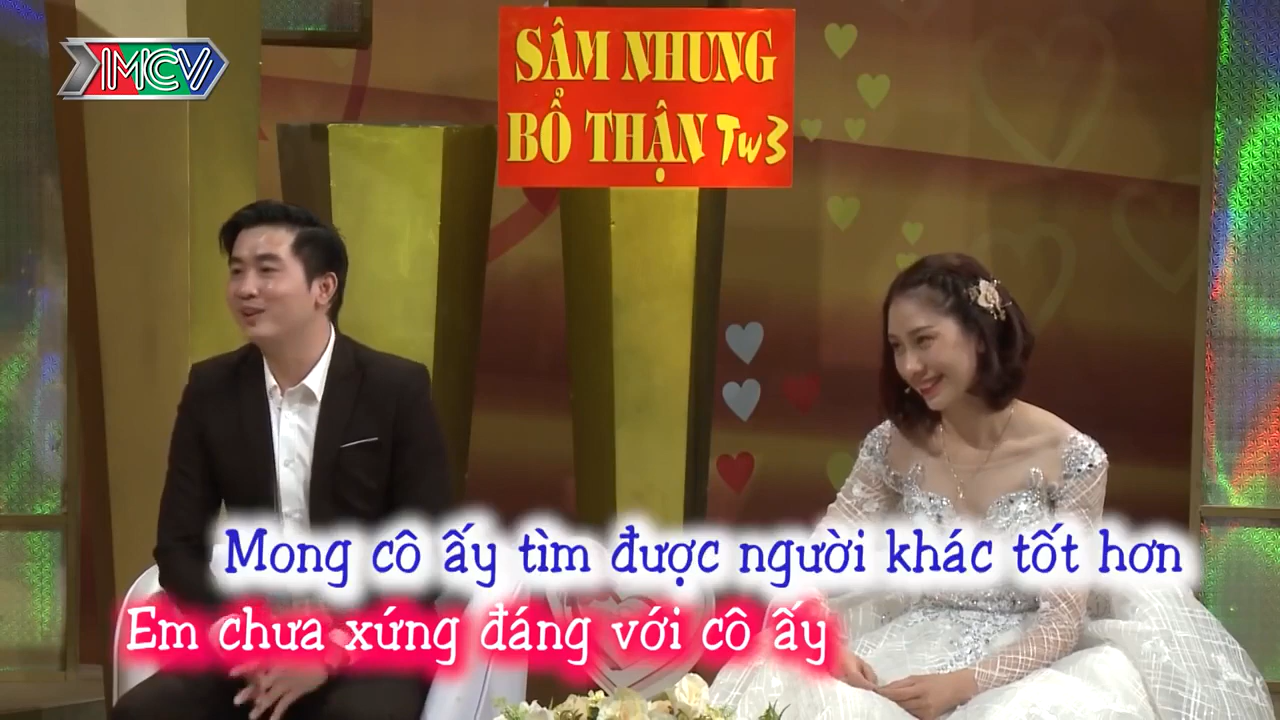 MCV
SÂM NHUNG
BỔ THẬN TW3
Mong cô ấy tìm được người khác tốt hơn
Em chưa xứng đáng với cô ấy